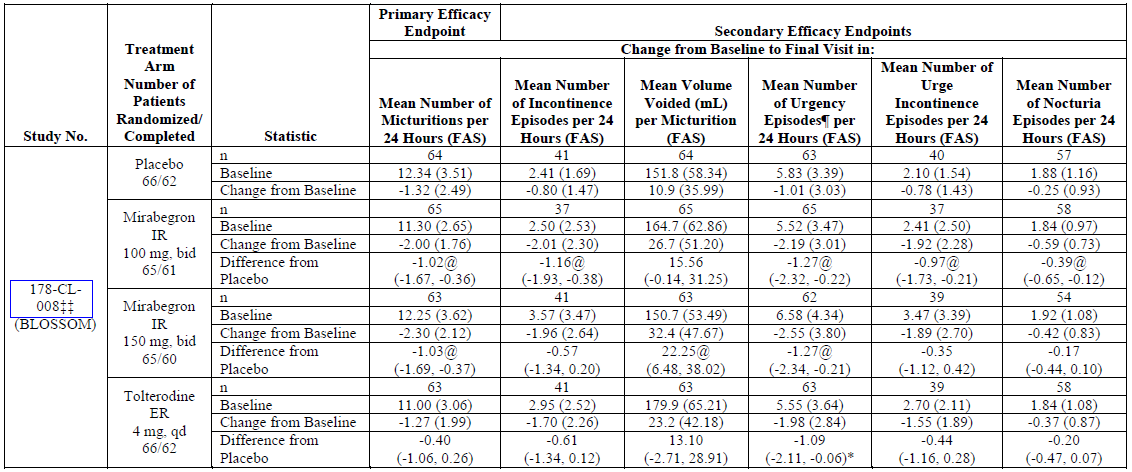 Primary Efficacy Endpoint | Secondary Efficacy Endpoints
Change from Baseline to Final Visit in:
Study No. | Treatment Arm Number of Patients Randomized/ Completed | Statistic | Mean Number of Micturitions per 24 Hours (FAS) | Mean Number of Incontinence Episodes per 24 Hours (FAS) | Mean Volume Voided (mL) per Micturition (FAS) | Mean Number of Urgency Episodes¶ per 24 Hours (FAS) | Mean Number of Urge Incontinence Episodes per 24 Hours (FAS) | Mean Number of Nocturia Episodes per 24 Hours (FAS)
178-CL-008‡‡ (BLOSSOM)
Placebo 66/62
n | 64 | 41 | 64 | 63 | 40 | 57
Baseline | 12.34 (3.51) | 2.41 (1.69) | 151.8 (58.34) | 5.83 (3.39) | 2.10 (1.54) | 1.88 (1.16)
Change from Baseline | -1.32 (2.49) | -0.80 (1.47) | 10.9 (35.99) | -1.01 (3.03) | -0.78 (1.43) | -0.25 (0.93)
Mirabegron IR 100 mg, bid 65/61
n | 65 | 37 | 65 | 65 | 37 | 58
Baseline | 11.30 (2.65) | 2.50 (2.53) | 164.7 (62.86) | 5.52 (3.47) | 2.41 (2.50) | 1.84 (0.97)
Change from Baseline | -2.00 (1.76) | -2.01 (2.30) | 26.7 (51.20) | -2.19 (3.01) | -1.92 (2.28) | -0.59 (0.73)
Difference from | -1.02@ | -1.16@ | 15.56 | -1.27@ | -0.97@ | -0.39@
Placebo | (-1.67, -0.36) | (-1.93, -0.38) | (-0.14, 31.25) | (-2.32, -0.22) | (-1.73, -0.21) | (-0.65, -0.12)
Mirabegron IR 150 mg, bid 65/60
n | 63 | 41 | 63 | 62 | 39 | 54
Baseline | 12.25 (3.62) | 3.57 (3.47) | 150.7 (53.49) | 6.58 (4.34) | 3.47 (3.39) | 1.92 (1.08)
Change from Baseline | -2.30 (2.12) | -1.96 (2.64) | 32.4 (47.67) | -2.55 (3.80) | -1.89 (2.70) | -0.42 (0.83)
Difference from | -1.03@ | -0.57 | 22.25@ | -1.27@ | -0.35 | -0.17
Placebo | (-1.69, -0.37) | (-1.34, 0.20) | (6.48, 38.02) | (-2.34, -0.21) | (-1.12, 0.42) | (-0.44, 0.10)
Tolterodine ER 4 mg, qd 66/62
n | 63 | 41 | 63 | 63 | 39 | 58
Baseline | 11.00 (3.06) | 2.95 (2.52) | 179.9 (65.21) | 5.55 (3.64) | 2.70 (2.11) | 1.84 (1.08)
Change from Baseline | -1.27 (1.99) | -1.70 (2.26) | 23.2 (42.18) | -1.98 (2.84) | -1.55 (1.89) | -0.37 (0.87)
Difference from | -0.40 | -0.61 | 13.10 | -1.09 | -0.44 | -0.20
Placebo | (-1.06, 0.26) | (-1.34, 0.12) | (-2.71, 28.91) | (-2.11, -0.06)* | (-1.16, 0.28) | (-0.47, 0.07)